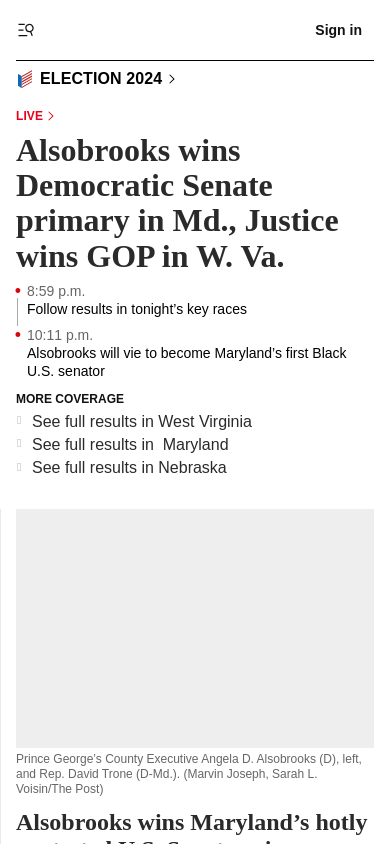 Sign in
ELECTION 2024
LIVE
Alsobrooks wins
Democratic Senate
primary in Md., Justice
wins GOP in W. Va.
8:59 p.m.
Follow results in tonight’s key races
10:11 p.m.
Alsobrooks will vie to become Maryland’s first Black
U.S. senator
MORE COVERAGE
See full results in West Virginia
See full results in  Maryland
See full results in Nebraska
Prince George’s County Executive Angela D. Alsobrooks (D), left,
and Rep. David Trone (D-Md.). (Marvin Joseph, Sarah L.
Voisin/The Post)
Alsobrooks wins Maryland’s hotly